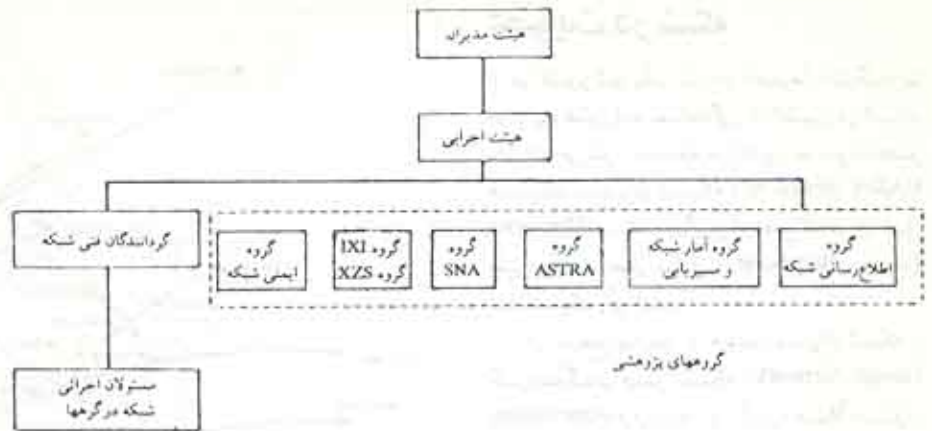 هیئت مدیران
هیئت اجرایی
گردانندگان فنی شبکه
گروه
اطلاع‌رسانی شبکه
گروه آمار شبکه
و مسیریابی
گروه
ASTRA
گروه
SNA
گروه IXI
گروه XZS
گروه
ایمنی شبکه
گروههای پژوهشی
مسئولان اجرائی
شبکه درگرهها